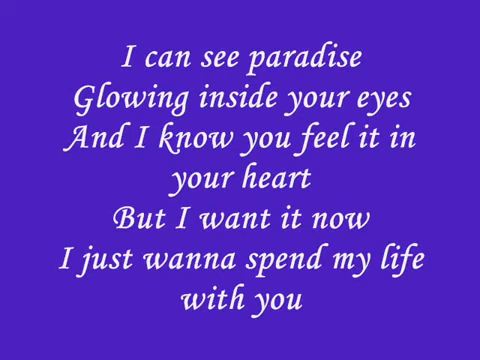 I can see paradise
Glowing inside your eyes
And I know you feel it in
your heart
But I want it now
I just wanna spend my life
with you